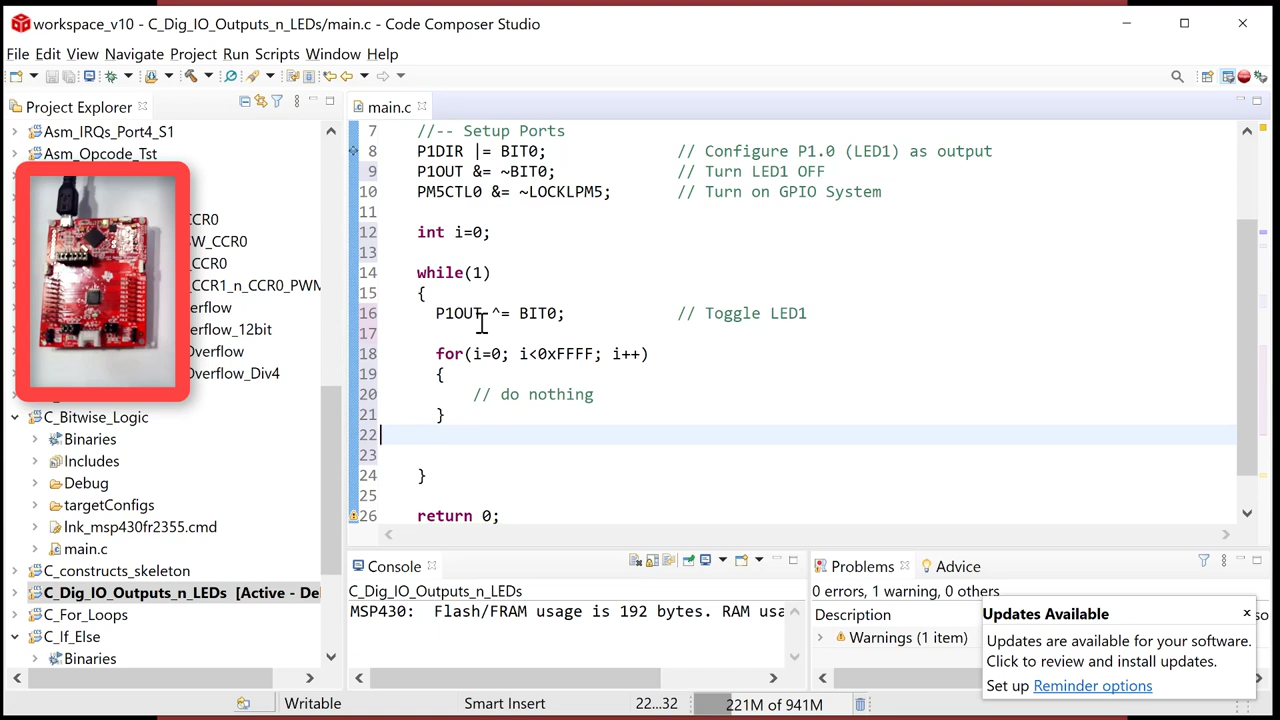 workspace_v10 - C_Dig_IO_Outputs_n_LEDs/main.c - Code Composer Studio
File Edit View Navigate Project Run Scripts Window Help
Project Explorer
Asm_IRQs_Port4_S1
Asm_Opcode_Tst
CCR0
SW_CCR0
_CCR0
_CCR1_n_CCR0_PWM
erflow
erflow_12bit
Overflow
Overflow_Div4
C_Bitwise_Logic
Binaries
Includes
Debug
targetConfigs
lnk_msp430fr2355.cmd
main.c
C_constructs_skeleton
C_Dig_IO_Outputs_n_LEDs [Active - De
C_For_Loops
C_If_Else
Binaries
main.c
7 //-- Setup Ports
8 P1DIR |= BIT0; // Configure P1.0 (LED1) as output
9 P1OUT &= ~BIT0; // Turn LED1 OFF
10 PM5CTL0 &= ~LOCKLPM5; // Turn on GPIO System
11
12 int i=0;
13
14 while(1)
15 {
16 P1OUT ^= BIT0; // Toggle LED1
17
18 for(i=0; i<0xFFFF; i++)
19 {
20 // do nothing
21 }
22
23
24 }
25
26 return 0;
Console
C_Dig_IO_Outputs_n_LEDs
MSP430: Flash/FRAM usage is 192 bytes. RAM usa
Problems Advice
0 errors, 1 warning, 0 others
Description
Warnings (1 item)
Updates Available
Updates are available for your software.
Click to review and install updates.
Set up Reminder options
Writable Smart Insert 22...32 221M of 941M